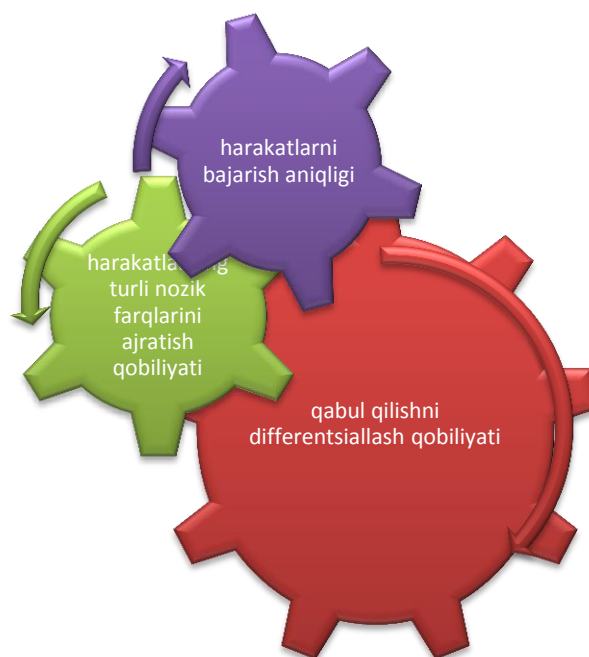 harakatlarni
bajarish aniqligi
turli nozik
farqlarini
ajratish
qobiliyati
qabul qilishni
differentsiallash qobiliyati